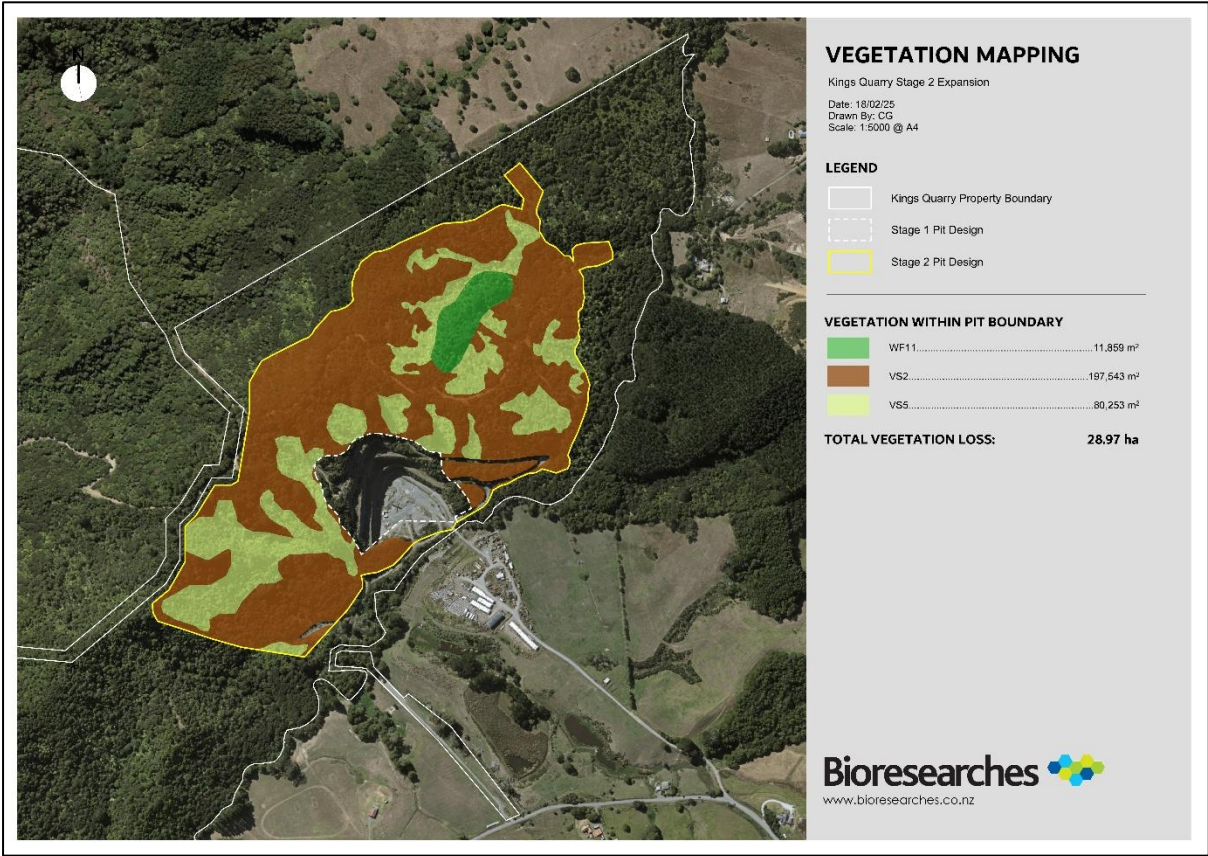 N
VEGETATION MAPPING
Kings Quarry Stage 2 Expansion
Date: 18/02/25
Drawn By: CG
Scale: 1:5000 @ A4
LEGEND
Kings Quarry Property Boundary
Stage 1 Pit Design
Stage 2 Pit Design
VEGETATION WITHIN PIT BOUNDARY
WF11 11,859 m²
VS2 197,543 m²
VS5 80,253 m²
TOTAL VEGETATION LOSS: 28.97 ha
Bioresearches
www.bioresearches.co.nz